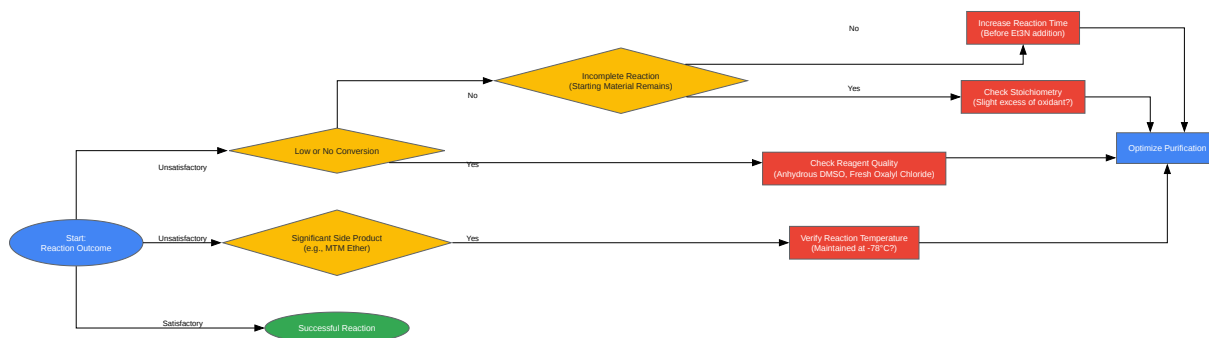 Increase Reaction Time
(Before Et3N addition)
No
Incomplete Reaction
(Starting Material Remains)
Yes
No
Check Stoichiometry
(Slight excess of oxidant?)
Low or No Conversion
Unsatisfactory
Yes
Check Reagent Quality
(Anhydrous DMSO, Fresh Oxalyl Chloride)
Optimize Purification
Start:
Reaction Outcome
Unsatisfactory
Significant Side Product
(e.g., MTM Ether)
Yes
Verify Reaction Temperature
(Maintained at -78°C?)
Satisfactory
Successful Reaction